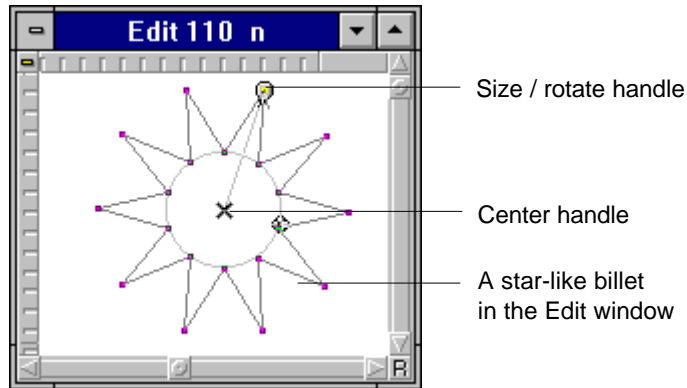 Edit 110 n
Size / rotate handle
Center handle
A star-like billet
in the Edit window
R